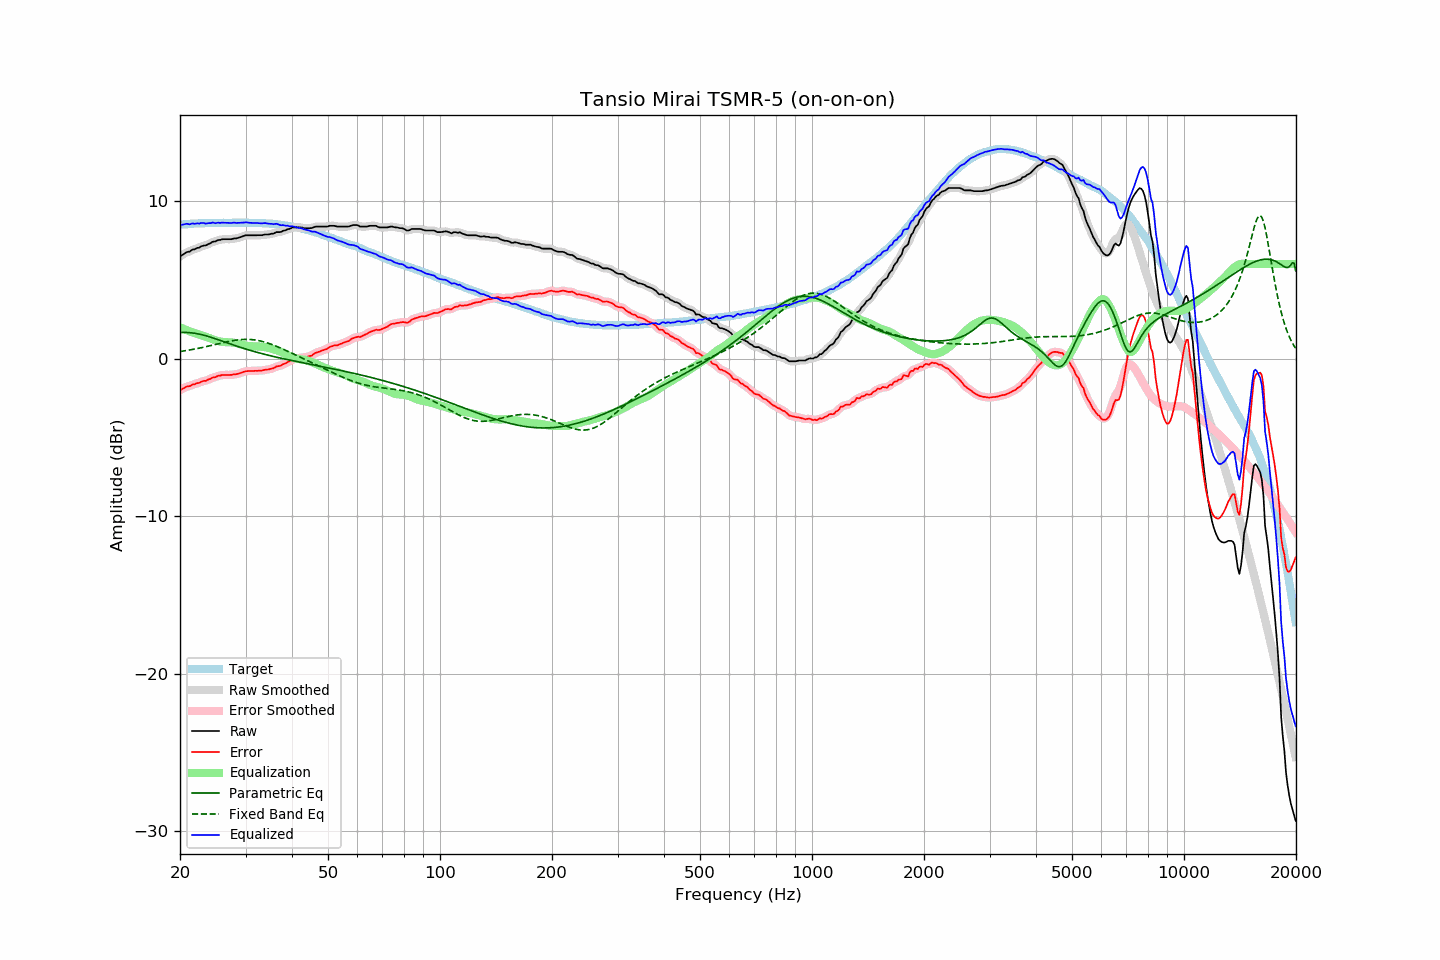 Tansio Mirai TSMR-5 (on-on-on)
10
0
−10
−20
−30
Amplitude (dBr)
Target
Raw Smoothed
Error Smoothed
Raw
Error
Equalization
Parametric Eq
Fixed Band Eq
Equalized
20 50 100 200 500 1000 2000 5000 10000 20000
Frequency (Hz)